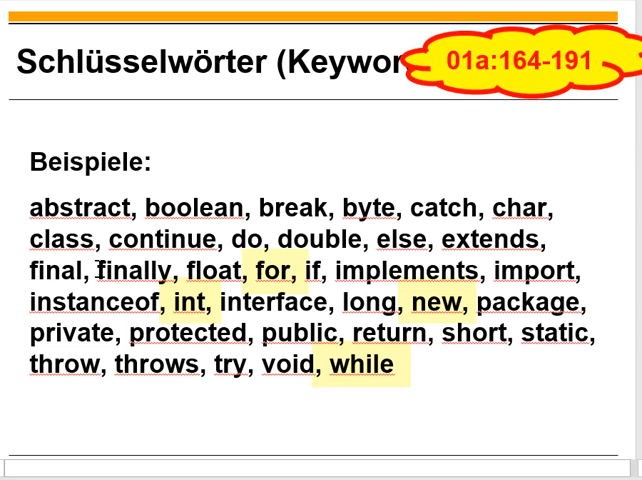 Schlüsselwörter (Keywor
01a:164-191
Beispiele:
abstract, boolean, break, byte, catch, char,
class, continue, do, double, else, extends,
final, finally, float, for, if, implements, import,
instanceof, int, interface, long, new, package,
private, protected, public, return, short, static,
throw, throws, try, void, while